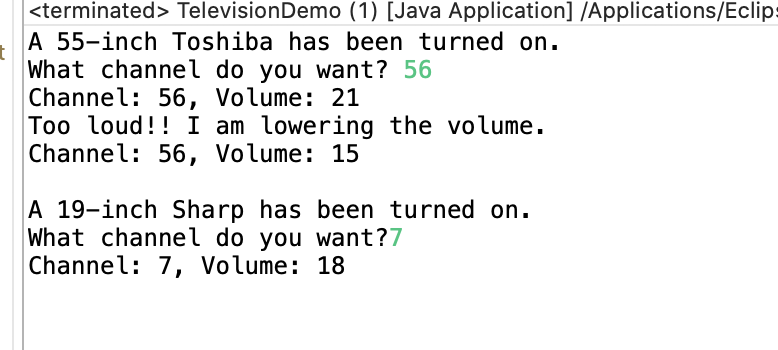 <terminated> TelevisionDemo (1) [Java Application] /Applications/Eclips
t
A 55-inch Toshiba has been turned on.
What channel do you want? 56
Channel: 56, Volume: 21
Too loud!! I am lowering the volume.
Channel: 56, Volume: 15
A 19-inch Sharp has been turned on.
What channel do you want?7
Channel: 7, Volume: 18